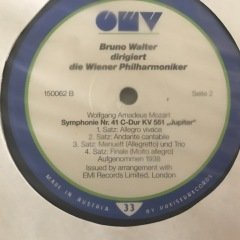 OMV
Bruno Walter
dirigiert
die Wiener Philharmoniker
150062 B
Seite 2
Wolfgang Amadeus Mozart
Symphonie Nr. 41 C-Dur KV 551 „Jupiter"
1. Satz: Allegro vivace
2. Satz: Andante cantabile
3. Satz: Menuett (Allegretto) und Trio
4. Satz: Finale (Molto allegro)
Aufgenommen 1938
Issued by arrangement with
EMI Records Limited, London.
MADE IN AUSTRIA
33
BY PREISERRECORDS